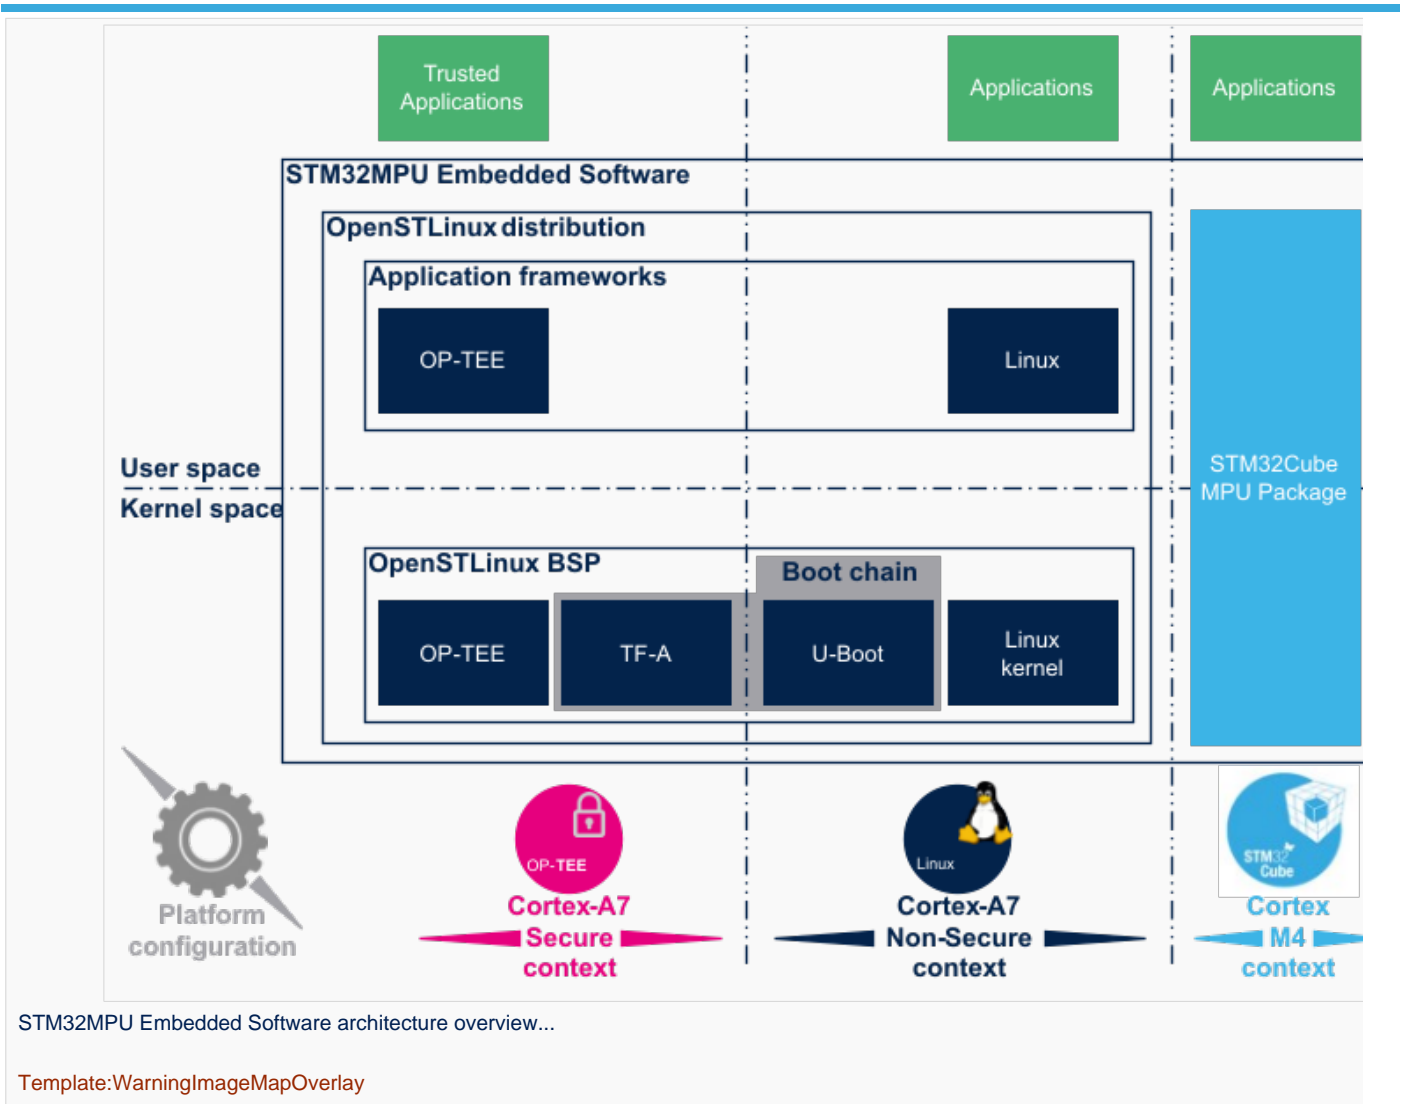 Trusted
Applications
Applications
Applications
STM32MPU Embedded Software
OpenSTLinux distribution
Application frameworks
OP-TEE
Linux
User space
Kernel space
STM32Cube
MPU Package
OpenSTLinux BSP
Boot chain
OP-TEE
TF-A
U-Boot
Linux
kernel
OP-TEE
Linux
STM32
Cube
Platform
configuration
Cortex-A7
Secure
context
Cortex-A7
Non-Secure
context
Cortex
M4
context
STM32MPU Embedded Software architecture overview...
Template:WarningImageMapOverlay